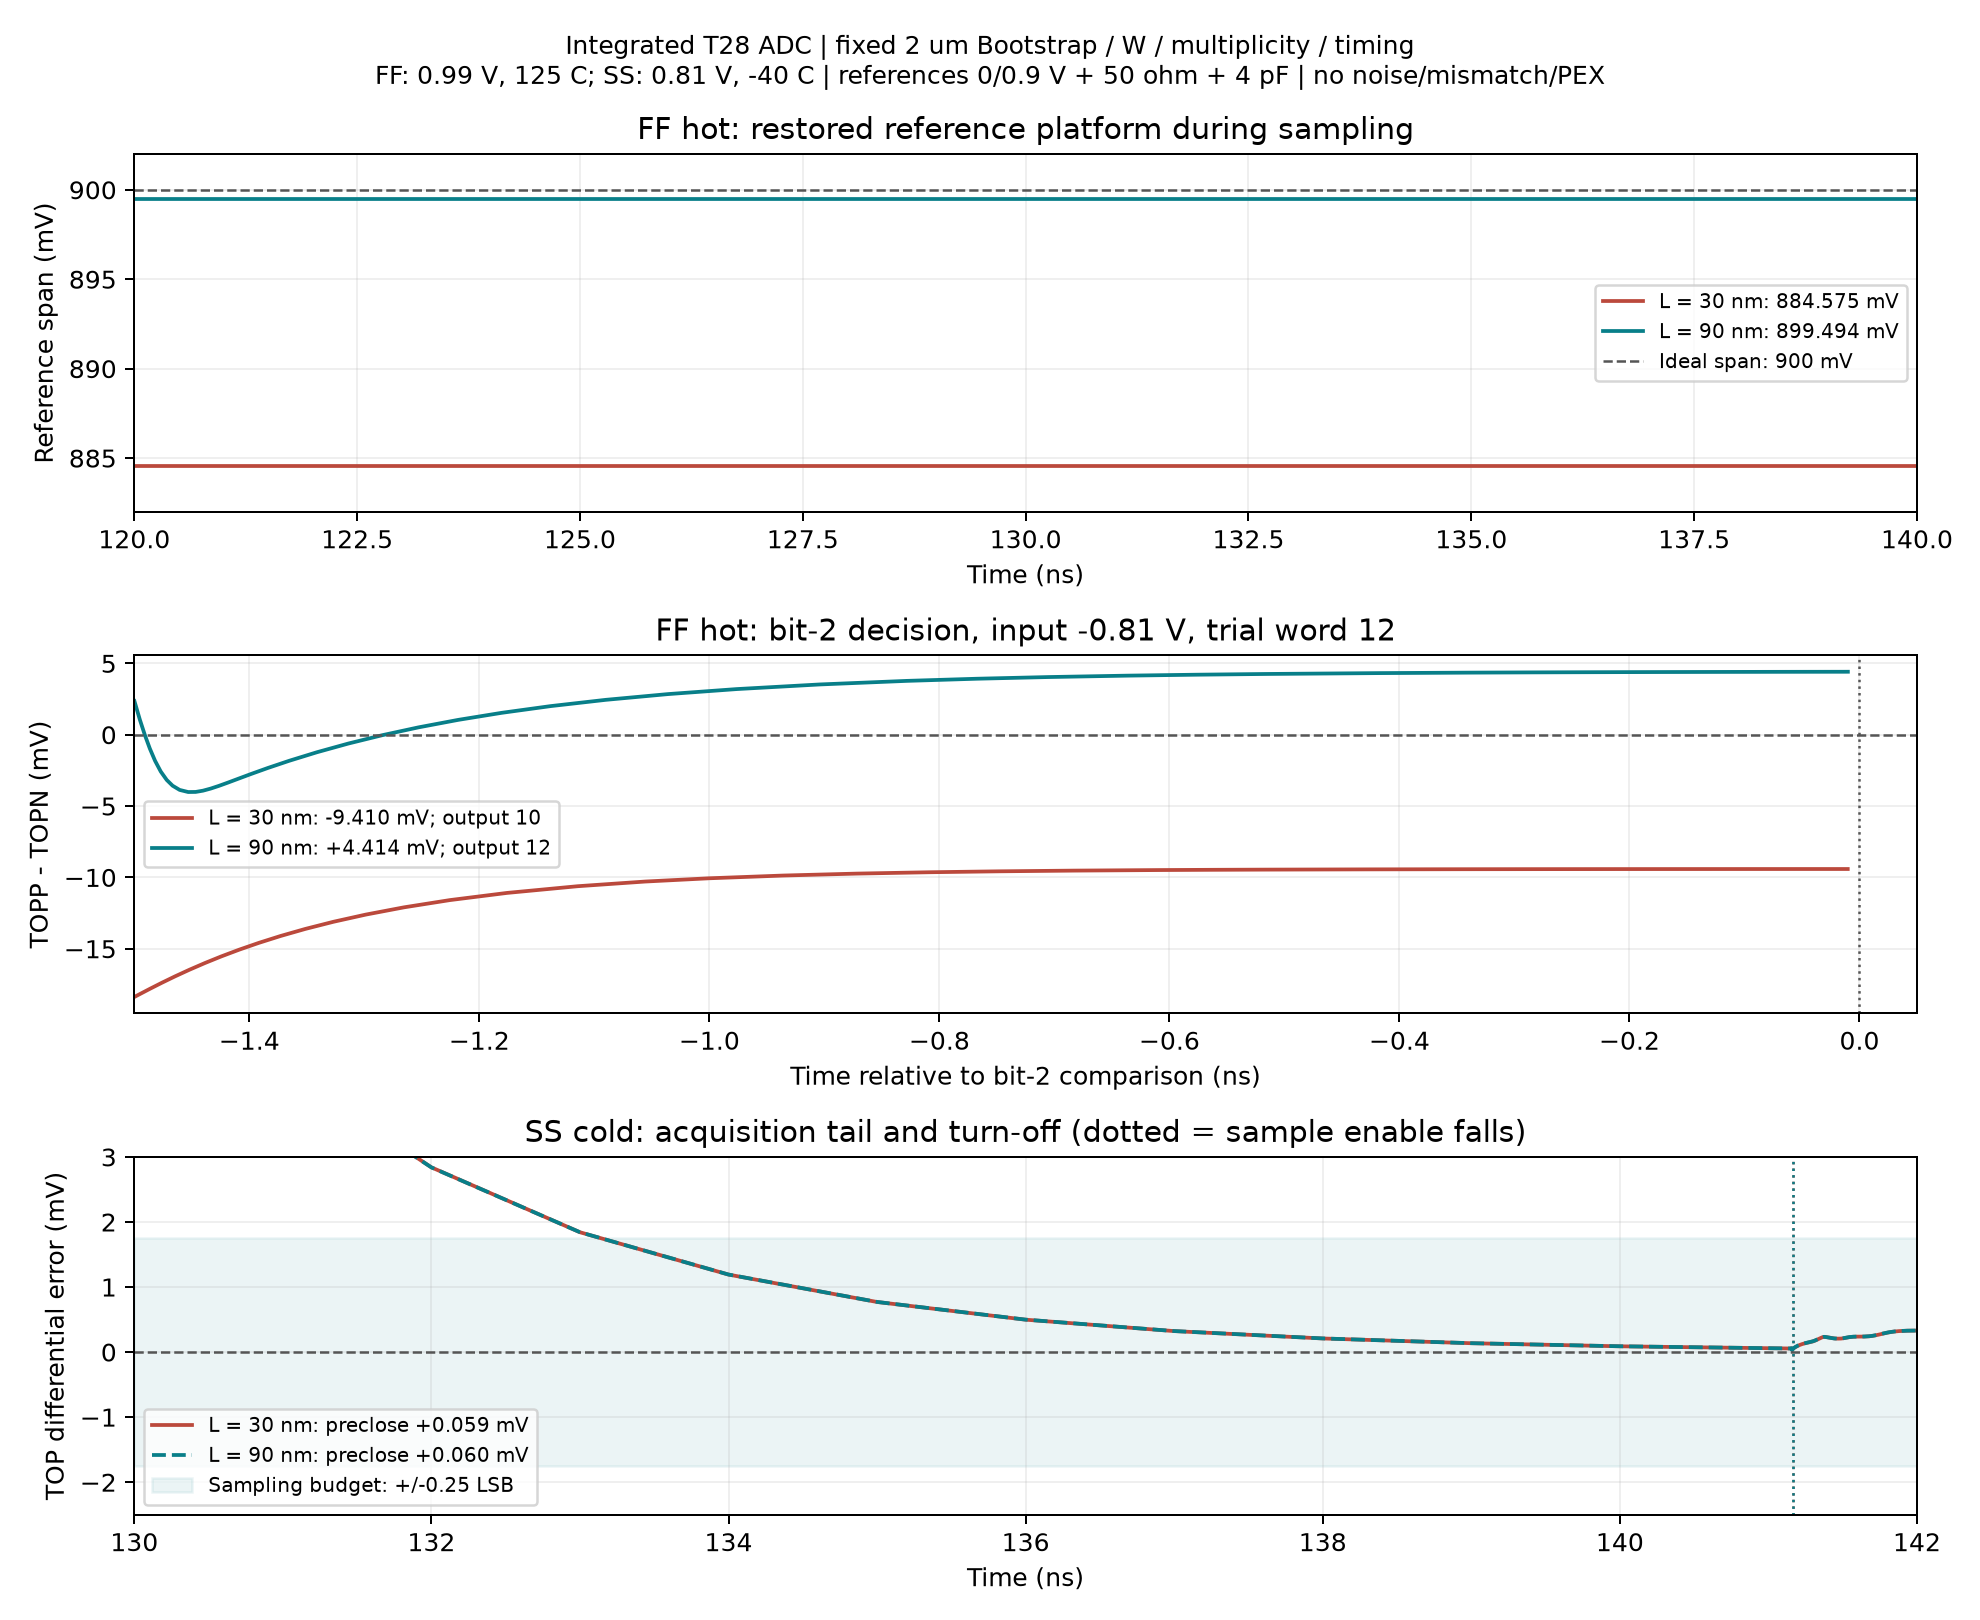 Integrated T28 ADC | fixed 2 um Bootstrap / W / multiplicity / timing
FF: 0.99 V, 125 C; SS: 0.81 V, -40 C | references 0/0.9 V + 50 ohm + 4 pF | no noise/mismatch/PEX
FF hot: restored reference platform during sampling
Reference span (mV)
900
895
890
885
L = 30 nm: 884.575 mV
L = 90 nm: 899.494 mV
Ideal span: 900 mV
120.0 122.5 125.0 127.5 130.0 132.5 135.0 137.5 140.0
Time (ns)
FF hot: bit-2 decision, input -0.81 V, trial word 12
TOPP - TOPN (mV)
5
0
−5
−10
−15
L = 30 nm: -9.410 mV; output 10
L = 90 nm: +4.414 mV; output 12
−1.4 −1.2 −1.0 −0.8 −0.6 −0.4 −0.2 0.0
Time relative to bit-2 comparison (ns)
SS cold: acquisition tail and turn-off (dotted = sample enable falls)
TOP differential error (mV)
3
2
1
0
−1
−2
L = 30 nm: preclose +0.059 mV
L = 90 nm: preclose +0.060 mV
Sampling budget: +/-0.25 LSB
130 132 134 136 138 140 142
Time (ns)